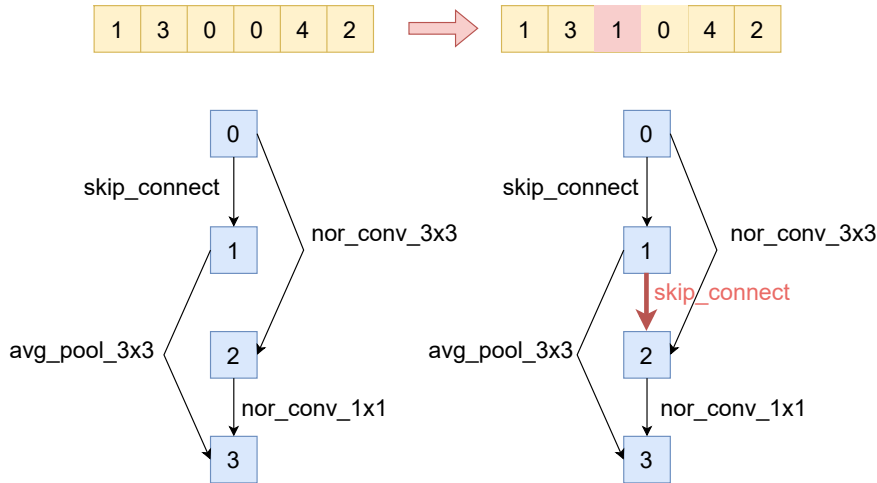 1 3 0 0 4 2
1 3 1 0 4 2
0
skip_connect
nor_conv_3x3
1
avg_pool_3x3
2
nor_conv_1x1
3
0
skip_connect
nor_conv_3x3
1
skip_connect
avg_pool_3x3
2
nor_conv_1x1
3